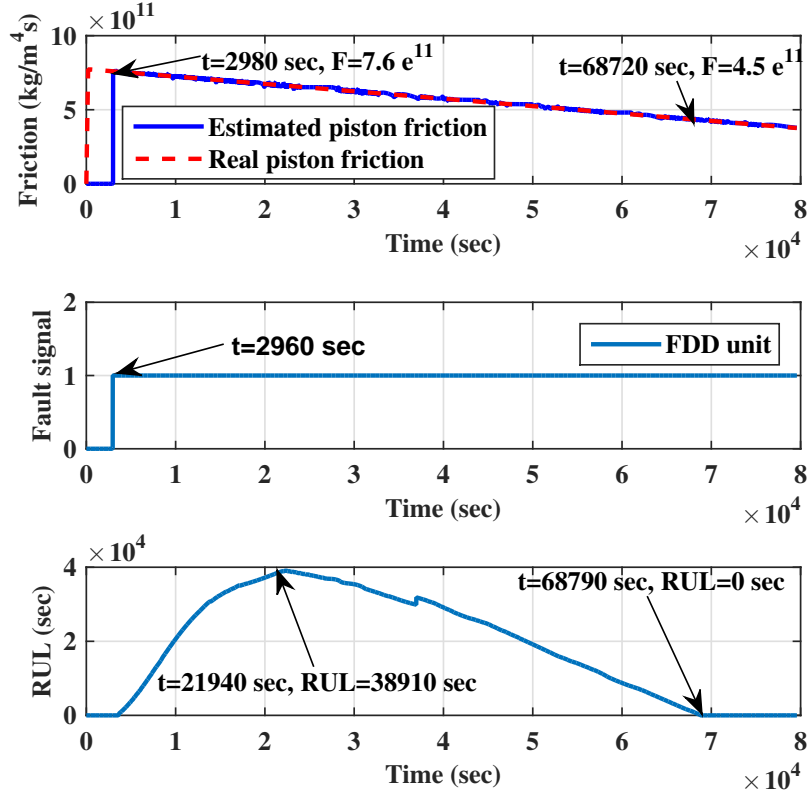 × 10^11
t=2980 sec, F=7.6 e^11
t=68720 sec, F=4.5 e^11
Friction (kg/m^4s)
10
5
0
Estimated piston friction
Real piston friction
0 1 2 3 4 5 6 7 8
Time (sec)
× 10^4
Fault signal
2
1
0
t=2960 sec
FDD unit
0 1 2 3 4 5 6 7 8
Time (sec)
× 10^4
× 10^4
RUL (sec)
4
2
0
t=68790 sec, RUL=0 sec
t=21940 sec, RUL=38910 sec
0 1 2 3 4 5 6 7 8
Time (sec)
× 10^4